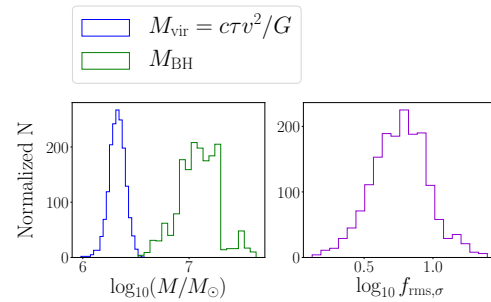 M_vir = cτv²/G
M_BH
Normalized N
200
100
0
6
7
log₁₀(M/M⊙)
200
100
0
0.5
1.0
log₁₀ f_rms,σ